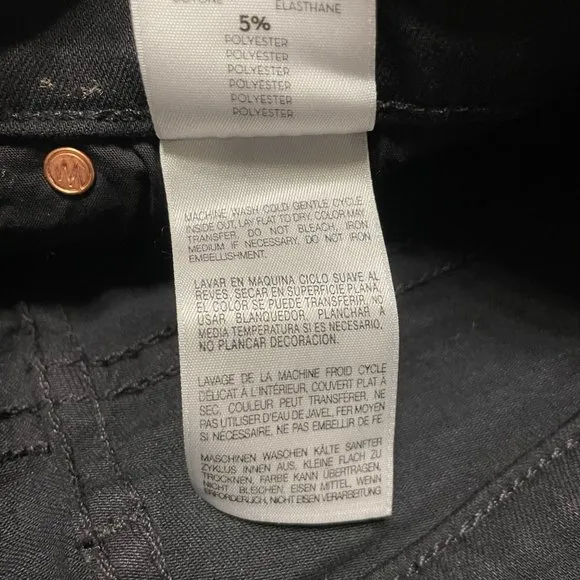 ELASTHANE
5%
POLYESTER
POLYESTER
POLYESTER
POLYESTER
POLYESTER
POLYESTER
MACHINE WASH COLD GENTLE CYCLE
INSIDE OUT, LAY FLAT TO DRY, COLOR MAY
TRANSFER. DO NOT BLEACH, IRON
MEDIUM IF NECESSARY. DO NOT IRON
EMBELLISHMENT.
LAVAR EN MAQUINA CICLO SUAVE AL
REVES, SECAR EN SUPERFICIE PLANA,
EL COLOR SE PUEDE TRANSFERIR, NO
USAR BLANQUEDOR, PLANCHAR A
MEDIA TEMPERATURA SI ES NECESARIO,
NO PLANCAR DECORACIÓN.
LAVAGE DE LA MACHINE FROID CYCLE
DÉLICAT À L'INTÉRIEUR, COUVERT PLAT À
SEC, COULEUR PEUT TRANSFÉRER, NE
PAS UTILISER D'EAU DE JAVEL, FER MOYEN
SI NÉCESSAIRE, NE PAS EMBELLIR DE FE
MASCHINEN WASCHEN KÄLTE SANFTER
ZYKLUS INNEN AUS, KLEINE FLACH ZU
TROCKNEN, FARBE KANN ÜBERTRAGEN,
NICHT BLEICHEN, EISEN MITTEL, WENN
ERFORDERLICH, NICHT EISEN VERARBEITUNG